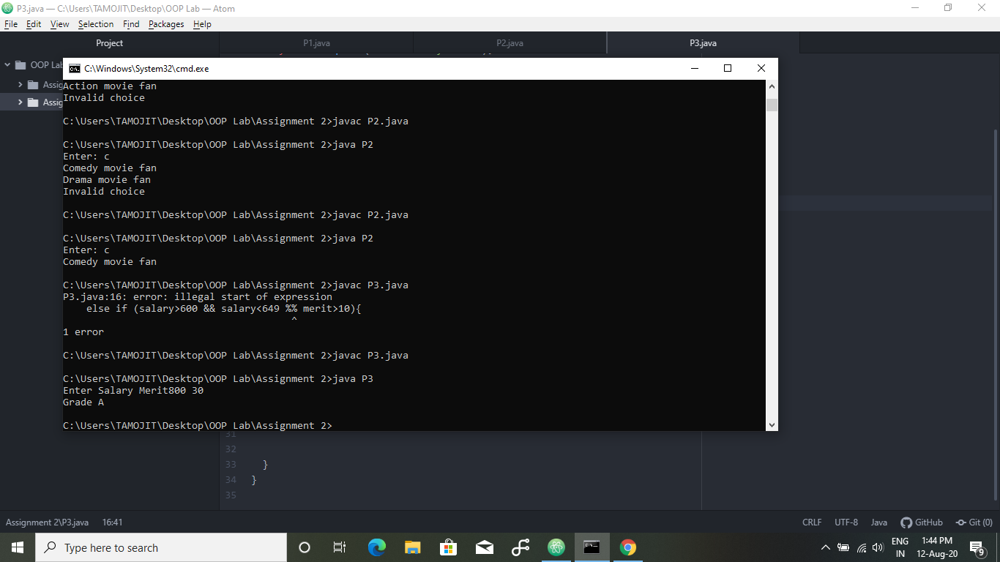 P3.java — C:\Users\TAMOJIT\Desktop\OOP Lab — Atom
File Edit View Selection Find Packages Help
Project P1.java P2.java P3.java
OOP Lab
Assig
Assig
C:\Windows\System32\cmd.exe
Action movie fan
Invalid choice
C:\Users\TAMOJIT\Desktop\OOP Lab\Assignment 2>javac P2.java
C:\Users\TAMOJIT\Desktop\OOP Lab\Assignment 2>java P2
Enter: c
Comedy movie fan
Drama movie fan
Invalid choice
C:\Users\TAMOJIT\Desktop\OOP Lab\Assignment 2>javac P2.java
C:\Users\TAMOJIT\Desktop\OOP Lab\Assignment 2>java P2
Enter: c
Comedy movie fan
C:\Users\TAMOJIT\Desktop\OOP Lab\Assignment 2>javac P3.java
P3.java:16: error: illegal start of expression
else if (salary>600 && salary<649 %% merit>10){
^
1 error
C:\Users\TAMOJIT\Desktop\OOP Lab\Assignment 2>javac P3.java
C:\Users\TAMOJIT\Desktop\OOP Lab\Assignment 2>java P3
Enter Salary Merit800 30
Grade A
C:\Users\TAMOJIT\Desktop\OOP Lab\Assignment 2>
31
32
33 }
34 }
35
Assignment 2\P3.java 16:41 CRLF UTF-8 Java GitHub Git (0)
Type here to search
ENG
IN
1:44 PM
12-Aug-20
9